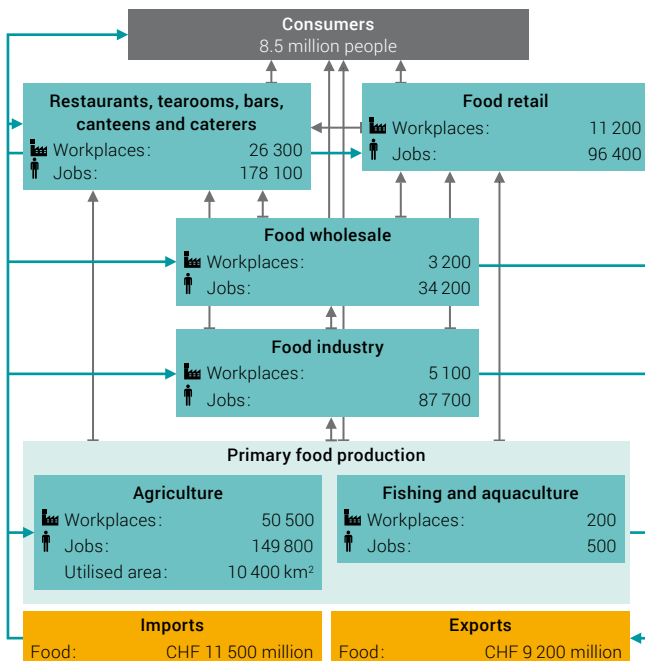 Consumers
8.5 million people
Restaurants, tearooms, bars,
canteens and caterers
Workplaces: 26 300
Jobs: 178 100
Food retail
Workplaces: 11 200
Jobs: 96 400
Food wholesale
Workplaces: 3 200
Jobs: 34 200
Food industry
Workplaces: 5 100
Jobs: 87 700
Primary food production
Agriculture
Workplaces: 50 500
Jobs: 149 800
Utilised area: 10 400 km²
Fishing and aquaculture
Workplaces: 200
Jobs: 500
Imports
Food: CHF 11 500 million
Exports
Food: CHF 9 200 million